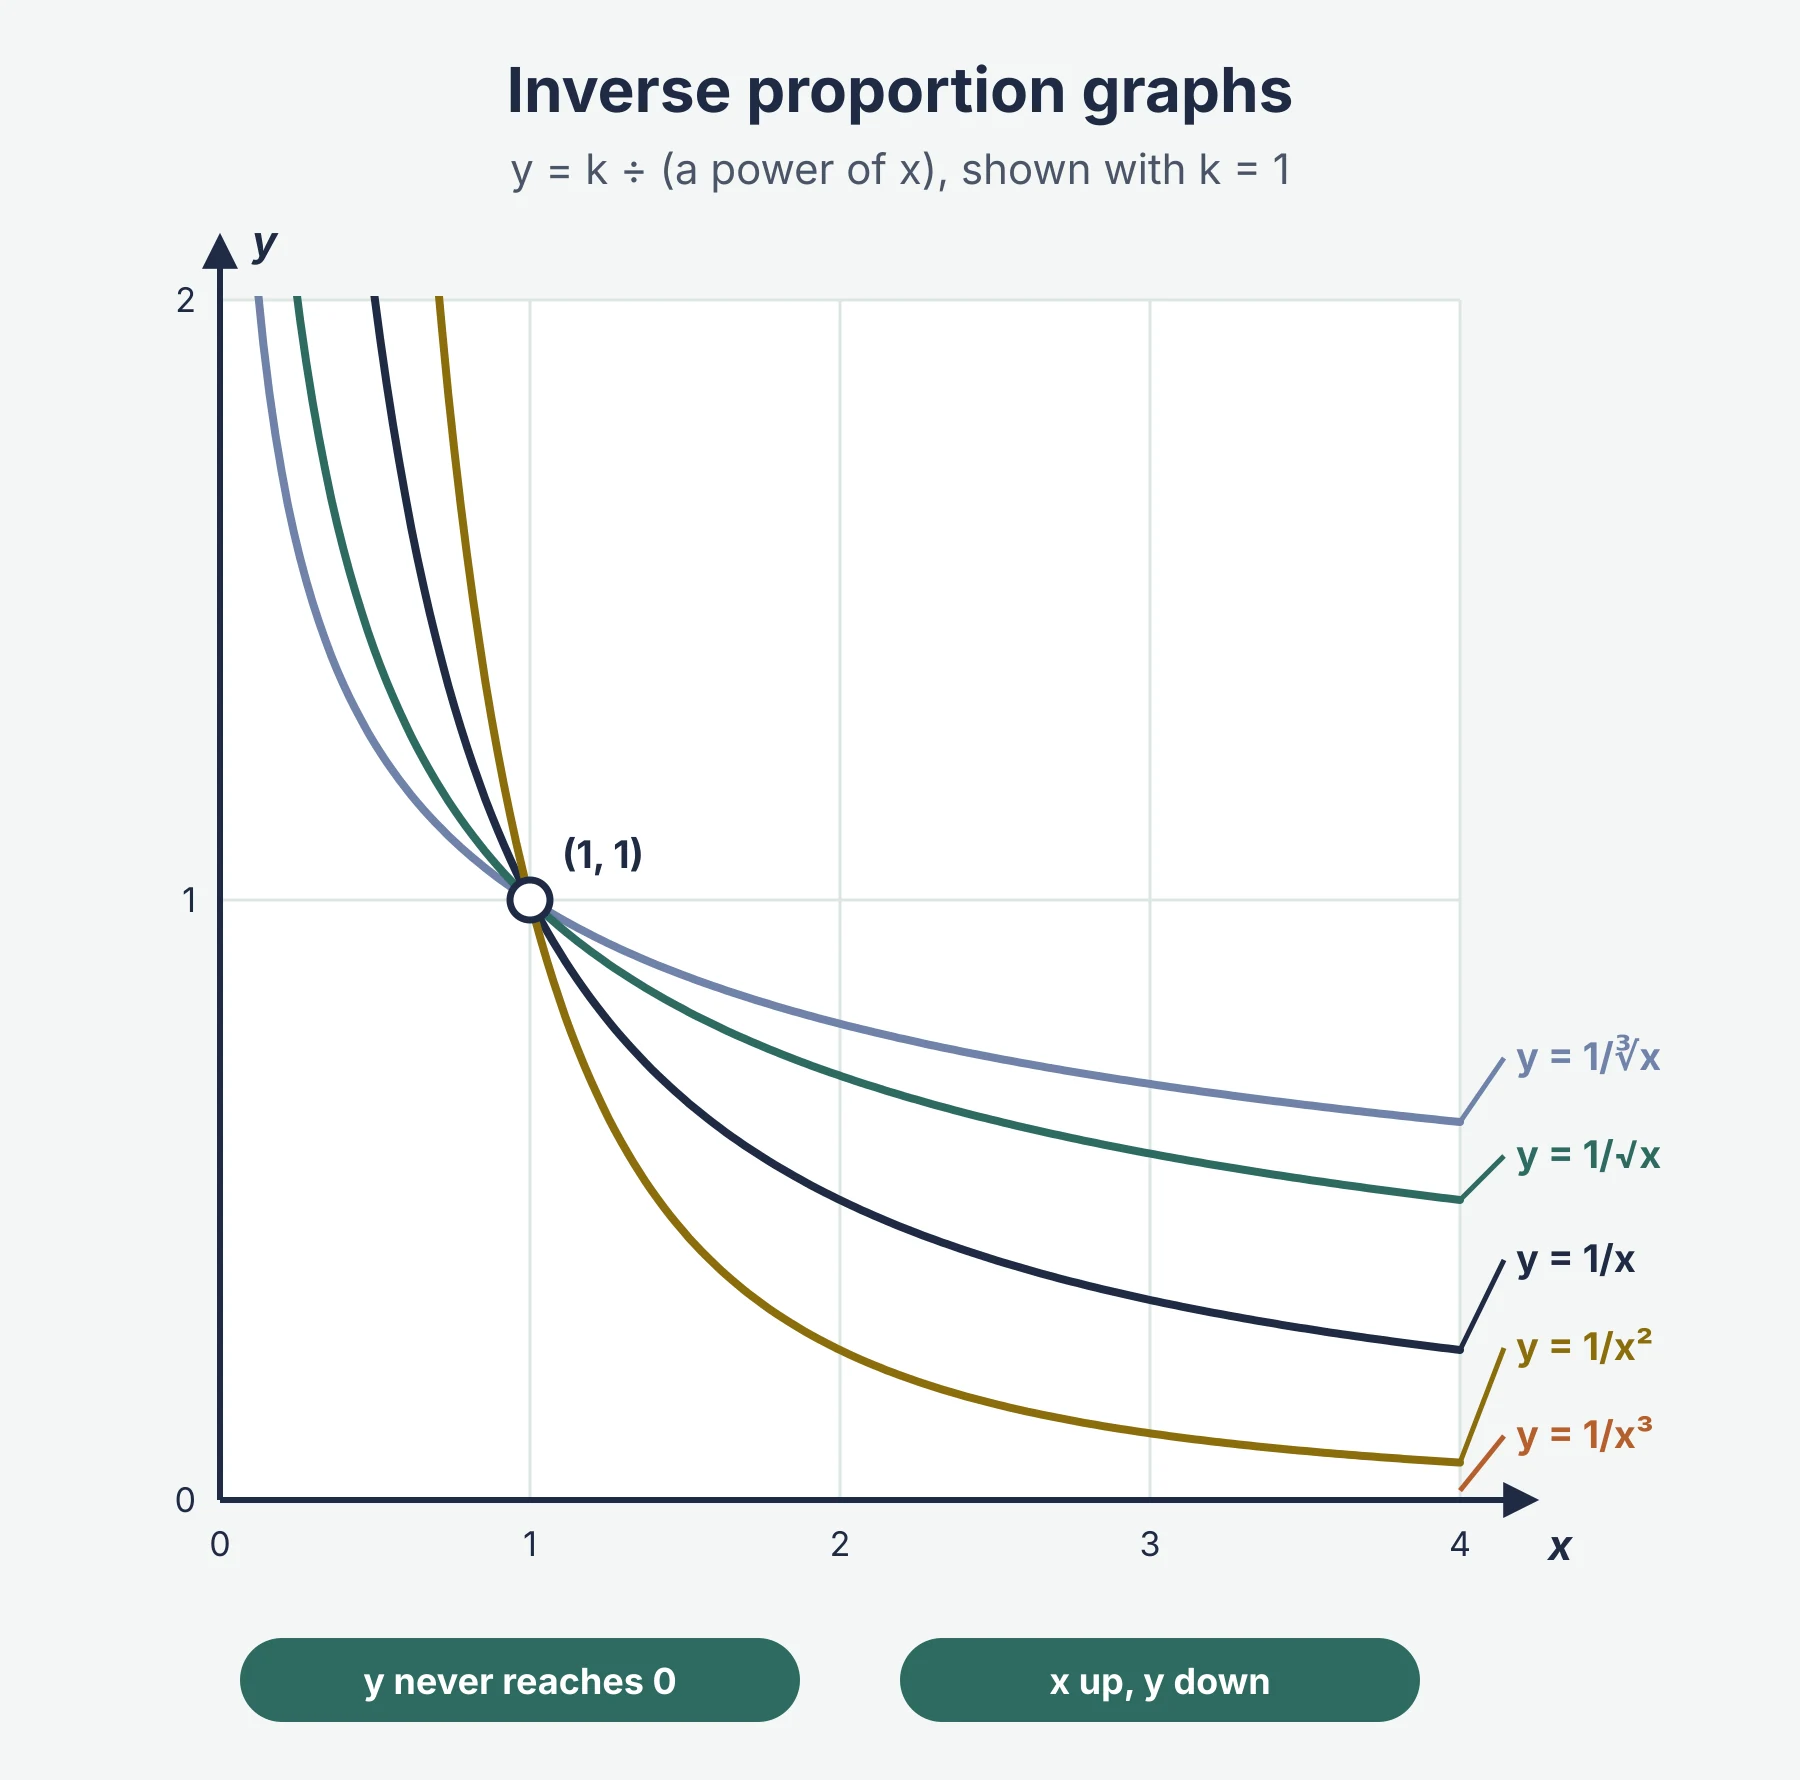 Inverse proportion graphs
y = k ÷ (a power of x), shown with k = 1
y
2
(1, 1)
1
y = 1/∛x
y = 1/√x
y = 1/x
y = 1/x²
y = 1/x³
0
0 1 2 3 4 x
y never reaches 0
x up, y down